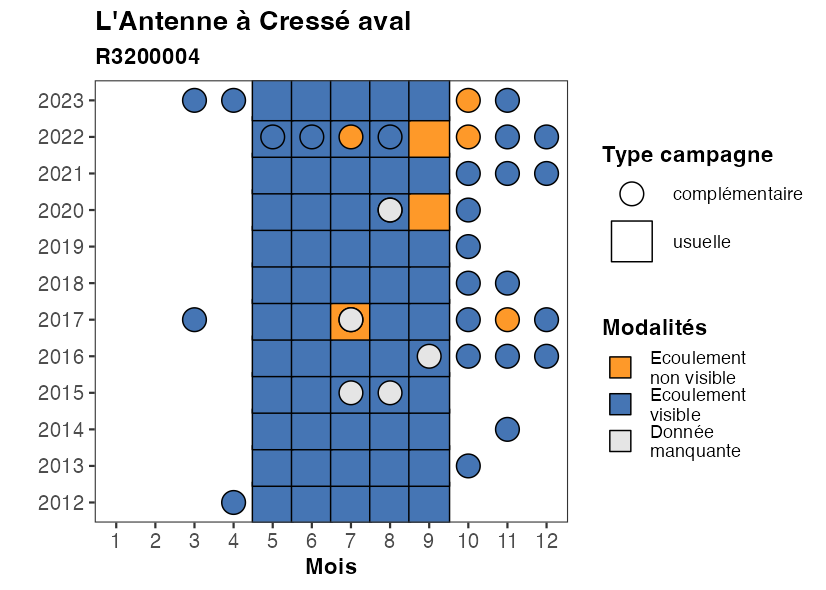 L'Antenne à Cressé aval
R3200004
2023
2022
2021
2020
2019
2018
2017
2016
2015
2014
2013
2012
1 2 3 4 5 6 7 8 9 10 11 12
Mois
Type campagne
complémentaire
usuelle
Modalités
Ecoulement
non visible
Ecoulement
visible
Donnée
manquante